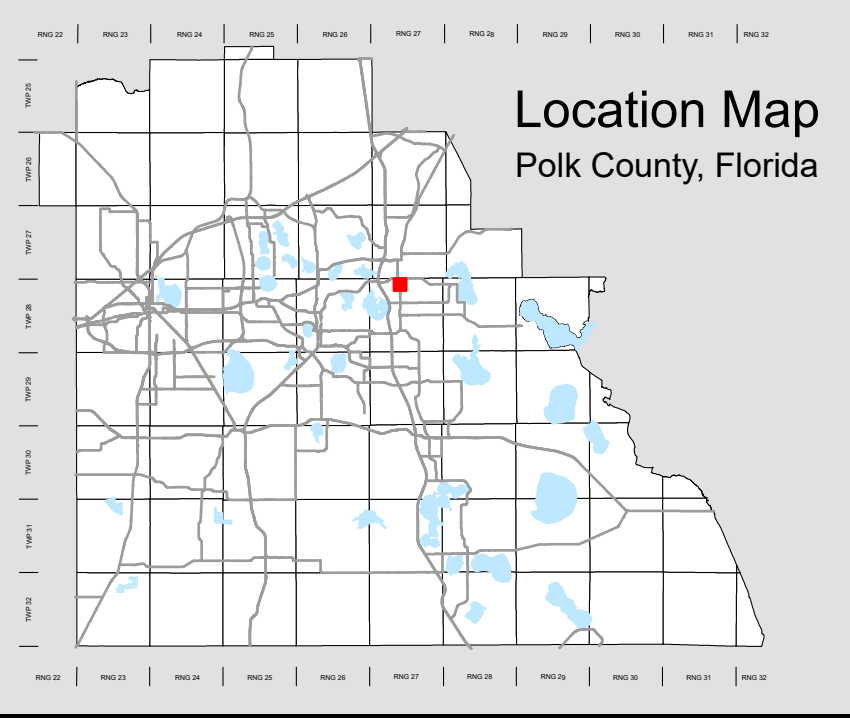 RNG 22 RNG 23 RNG 24 RNG 25 RNG 26 RNG 27 RNG 28 RNG 29 RNG 30 RNG 31 RNG 32
TWP 25
Location Map
Polk County, Florida
TWP 26
TWP 27
TWP 28
TWP 29
TWP 30
TWP 31
TWP 32
RNG 22 RNG 23 RNG 24 RNG 25 RNG 26 RNG 27 RNG 28 RNG 29 RNG 30 RNG 31 RNG 32